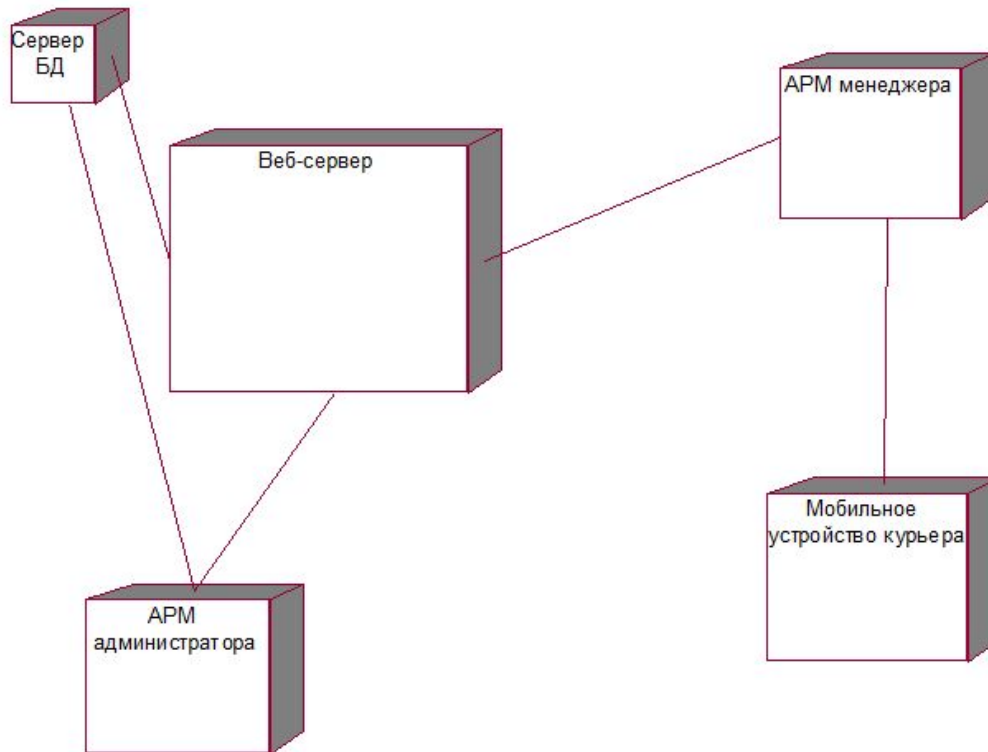 Сервер
БД
Веб-сервер
АРМ менеджера
Мобильное
устройство курьера
АРМ
администратора